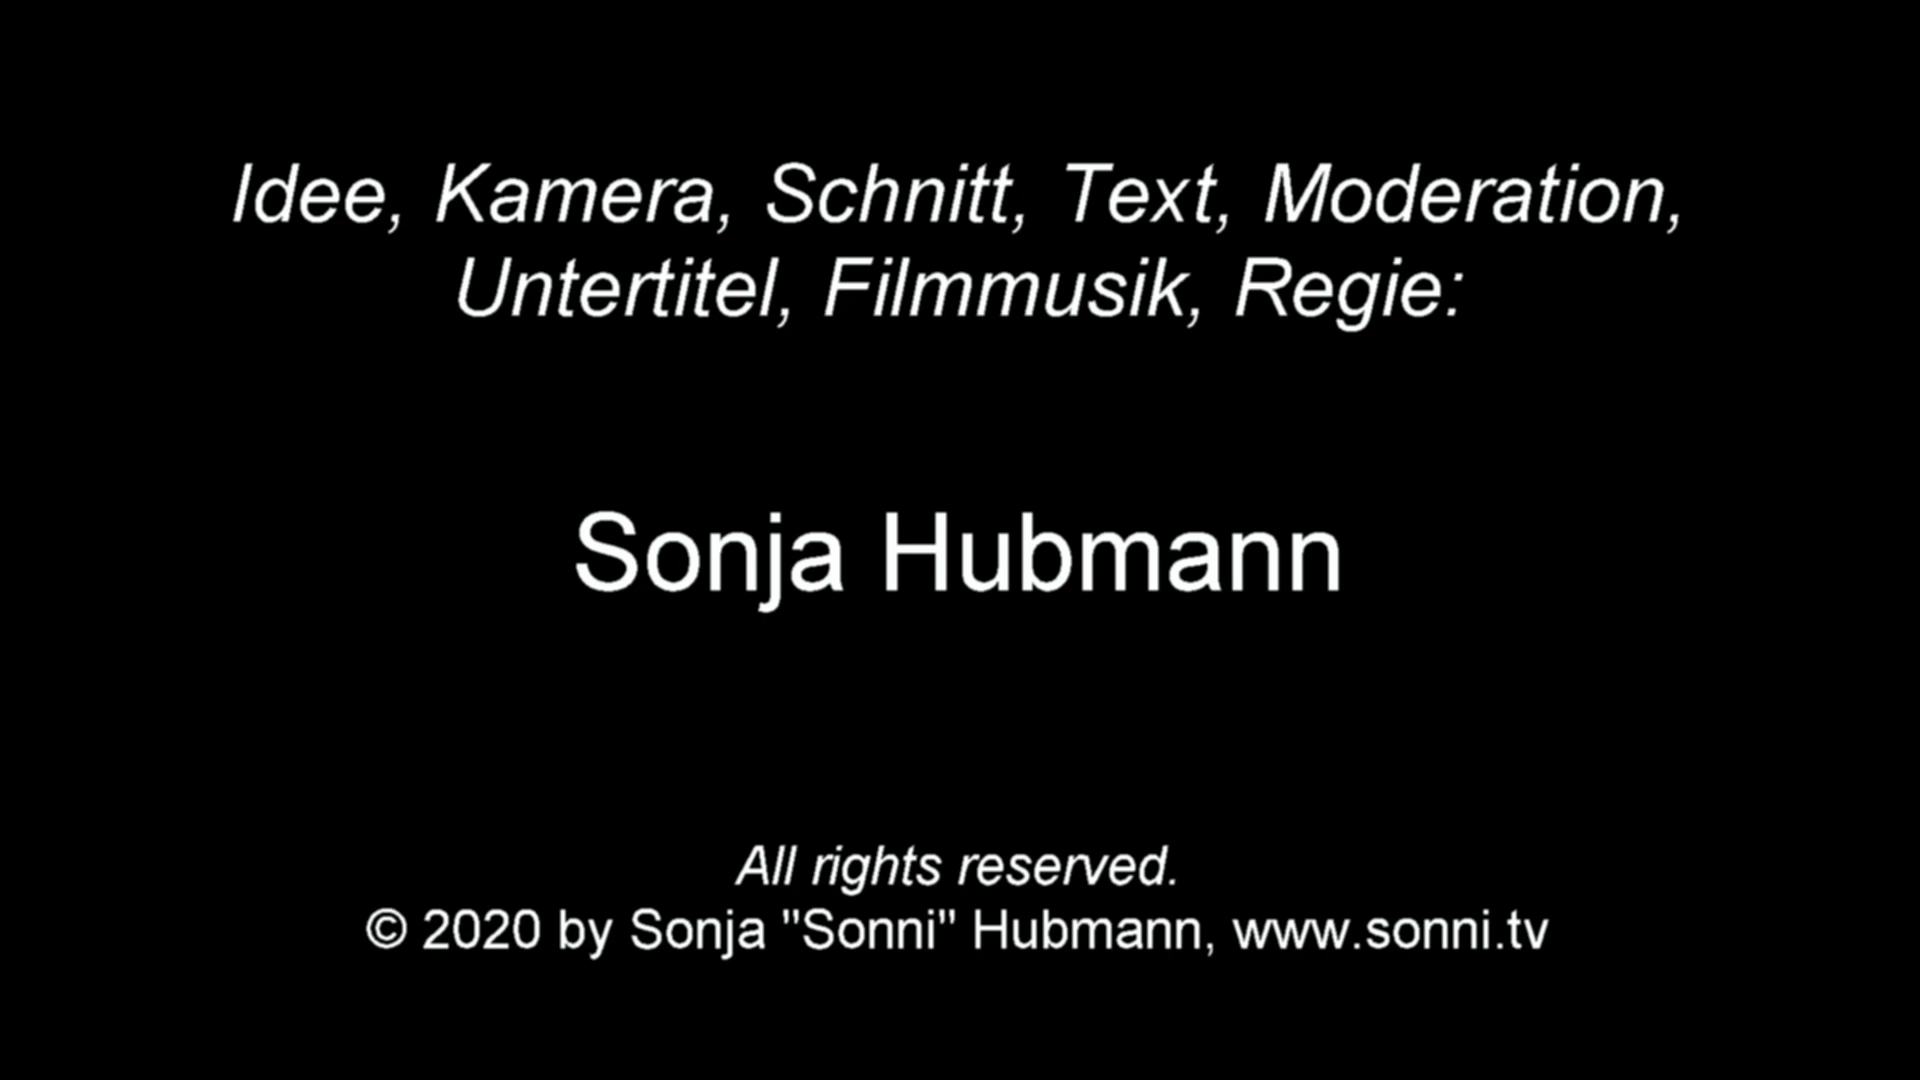 Idee, Kamera, Schnitt, Text, Moderation,
Untertitel, Filmmusik, Regie:
Sonja Hubmann
All rights reserved.
© 2020 by Sonja "Sonni" Hubmann, www.sonni.tv